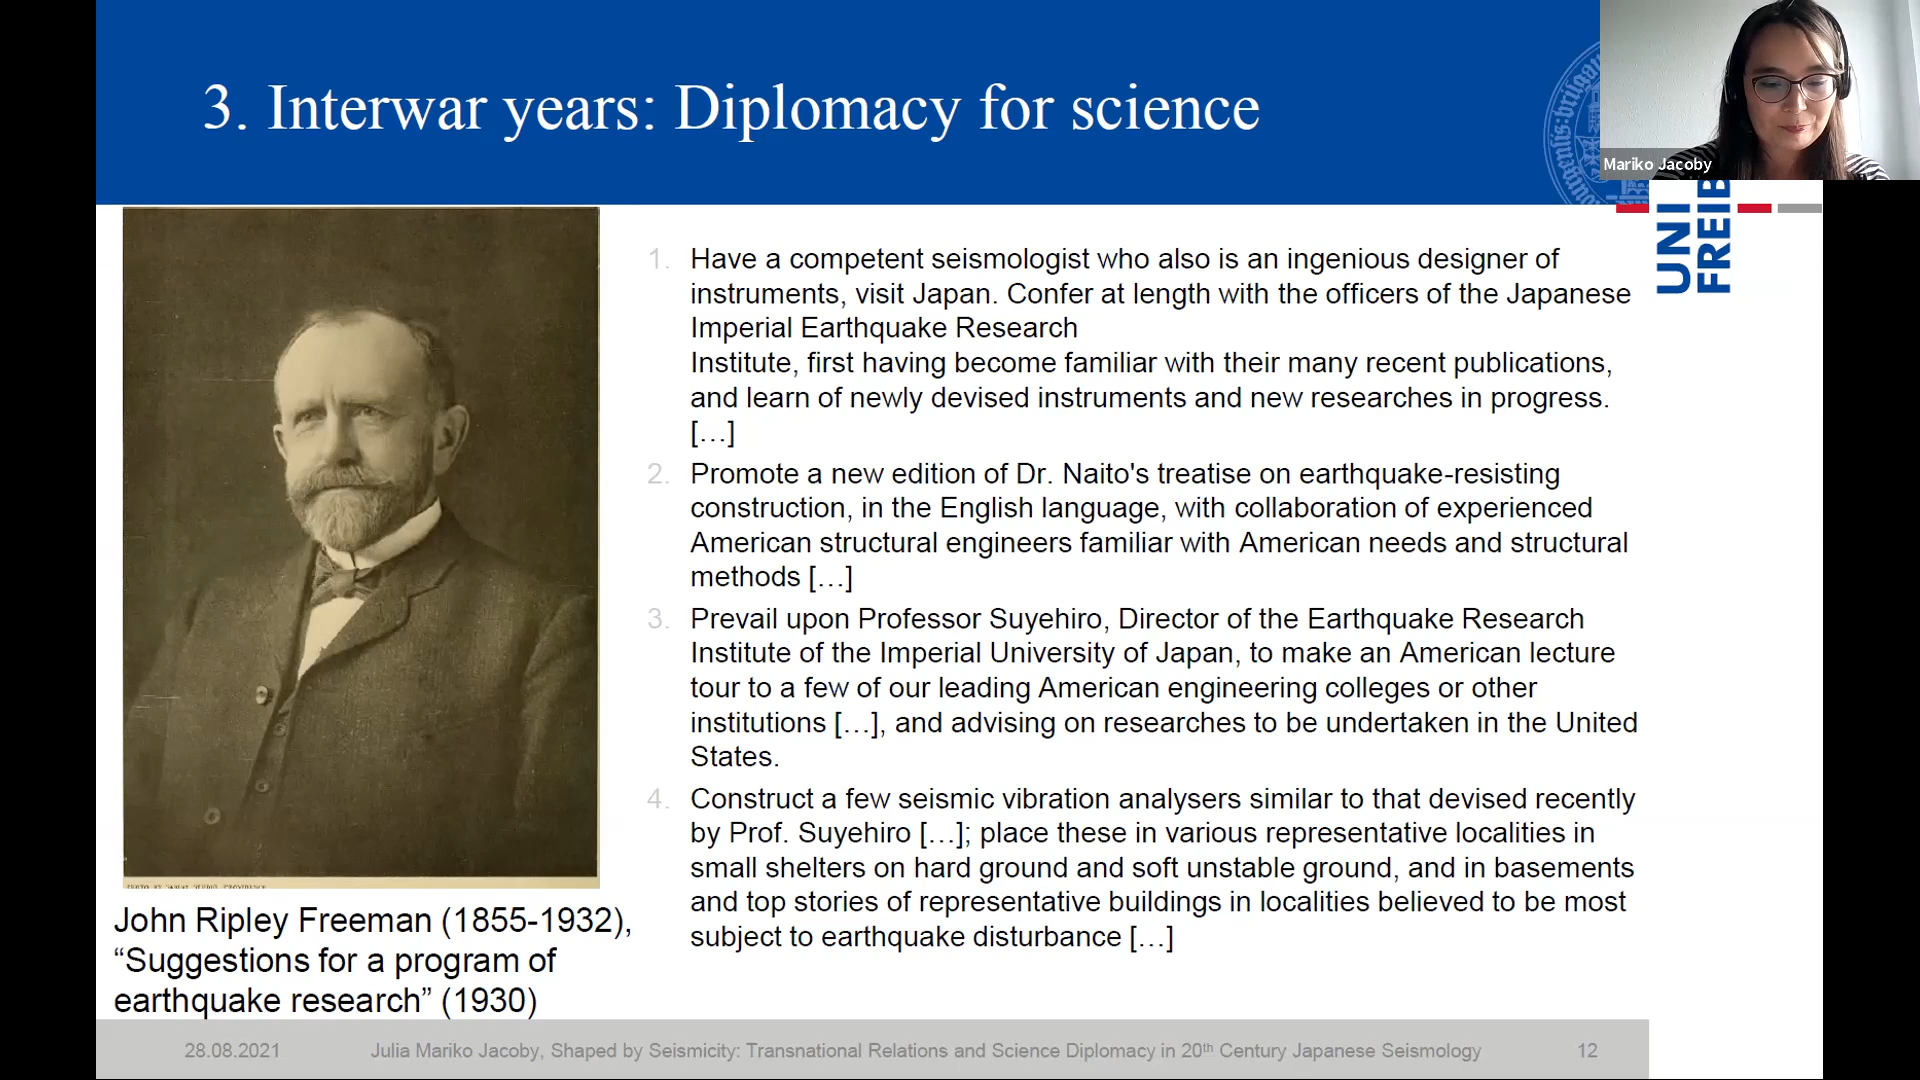 3. Interwar years: Diplomacy for science
Mariko Jacoby
UNI
FREIB
1. Have a competent seismologist who also is an ingenious designer of
instruments, visit Japan. Confer at length with the officers of the Japanese
Imperial Earthquake Research
Institute, first having become familiar with their many recent publications,
and learn of newly devised instruments and new researches in progress.
[…]
2. Promote a new edition of Dr. Naito's treatise on earthquake-resisting
construction, in the English language, with collaboration of experienced
American structural engineers familiar with American needs and structural
methods […]
3. Prevail upon Professor Suyehiro, Director of the Earthquake Research
Institute of the Imperial University of Japan, to make an American lecture
tour to a few of our leading American engineering colleges or other
institutions […], and advising on researches to be undertaken in the United
States.
4. Construct a few seismic vibration analysers similar to that devised recently
by Prof. Suyehiro […]; place these in various representative localities in
small shelters on hard ground and soft unstable ground, and in basements
and top stories of representative buildings in localities believed to be most
subject to earthquake disturbance […]
John Ripley Freeman (1855-1932),
“Suggestions for a program of
earthquake research” (1930)
28.08.2021 Julia Mariko Jacoby, Shaped by Seismicity: Transnational Relations and Science Diplomacy in 20th Century Japanese Seismology 12